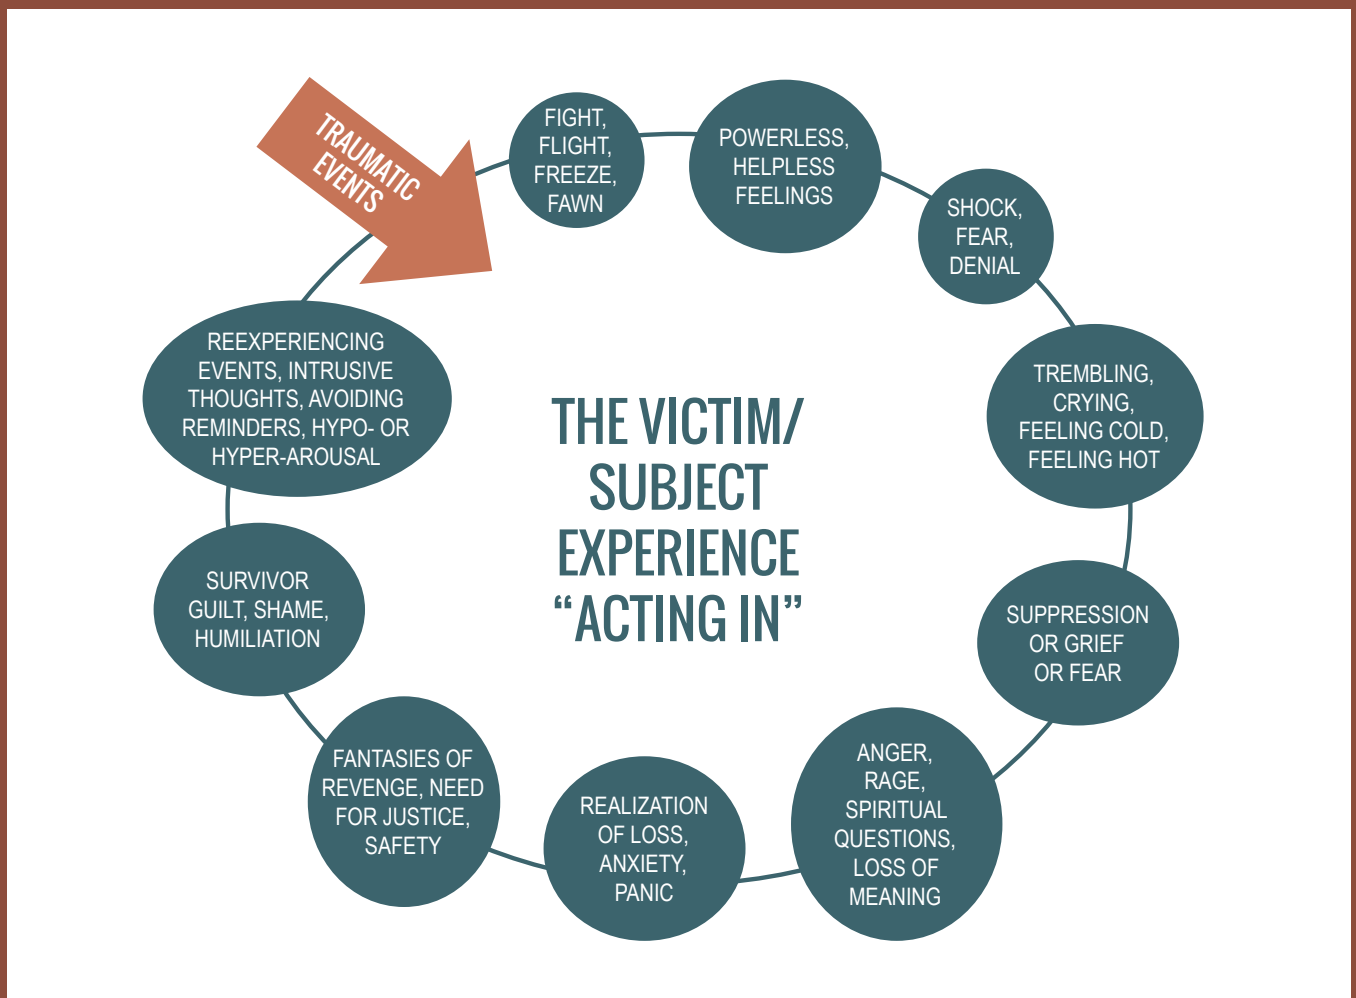 TRAUMATIC
EVENTS
FIGHT,
FLIGHT,
FREEZE,
FAWN
POWERLESS,
HELPLESS
FEELINGS
SHOCK,
FEAR,
DENIAL
TREMBLING,
CRYING,
FEELING COLD,
FEELING HOT
SUPPRESSION
OR GRIEF
OR FEAR
ANGER,
RAGE,
SPIRITUAL
QUESTIONS,
LOSS OF
MEANING
REALIZATION
OF LOSS,
ANXIETY,
PANIC
FANTASIES OF
REVENGE, NEED
FOR JUSTICE,
SAFETY
SURVIVOR
GUILT, SHAME,
HUMILIATION
REEXPERIENCING
EVENTS, INTRUSIVE
THOUGHTS, AVOIDING
REMINDERS, HYPO- OR
HYPER-AROUSAL
THE VICTIM/
SUBJECT
EXPERIENCE
“ACTING IN”